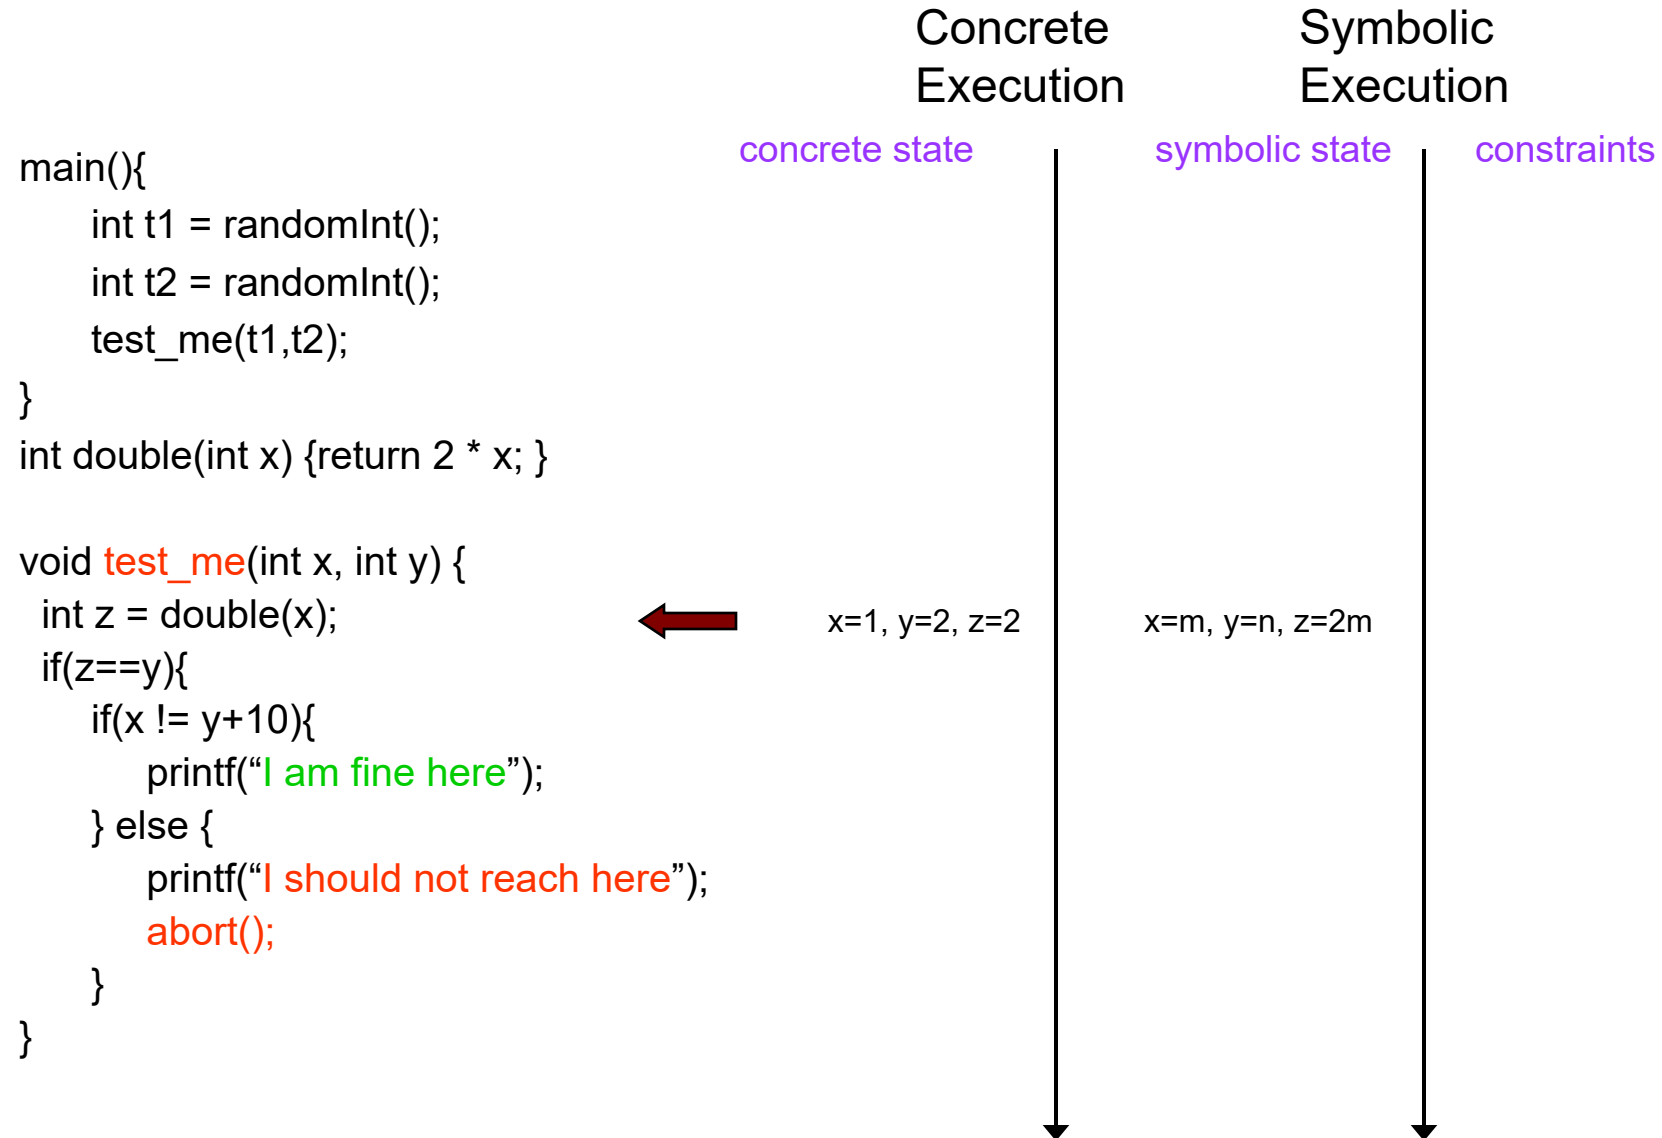 Concrete Execution
Symbolic Execution
concrete state
symbolic state
constraints
main(){
int t1 = randomInt();
int t2 = randomInt();
test_me(t1,t2);
}
int double(int x) {return 2 * x; }
void test_me(int x, int y) {
int z = double(x);
x=1, y=2, z=2
x=m, y=n, z=2m
if(z==y){
if(x != y+10){
printf(“I am fine here”);
} else {
printf(“I should not reach here”);
abort();
}
}